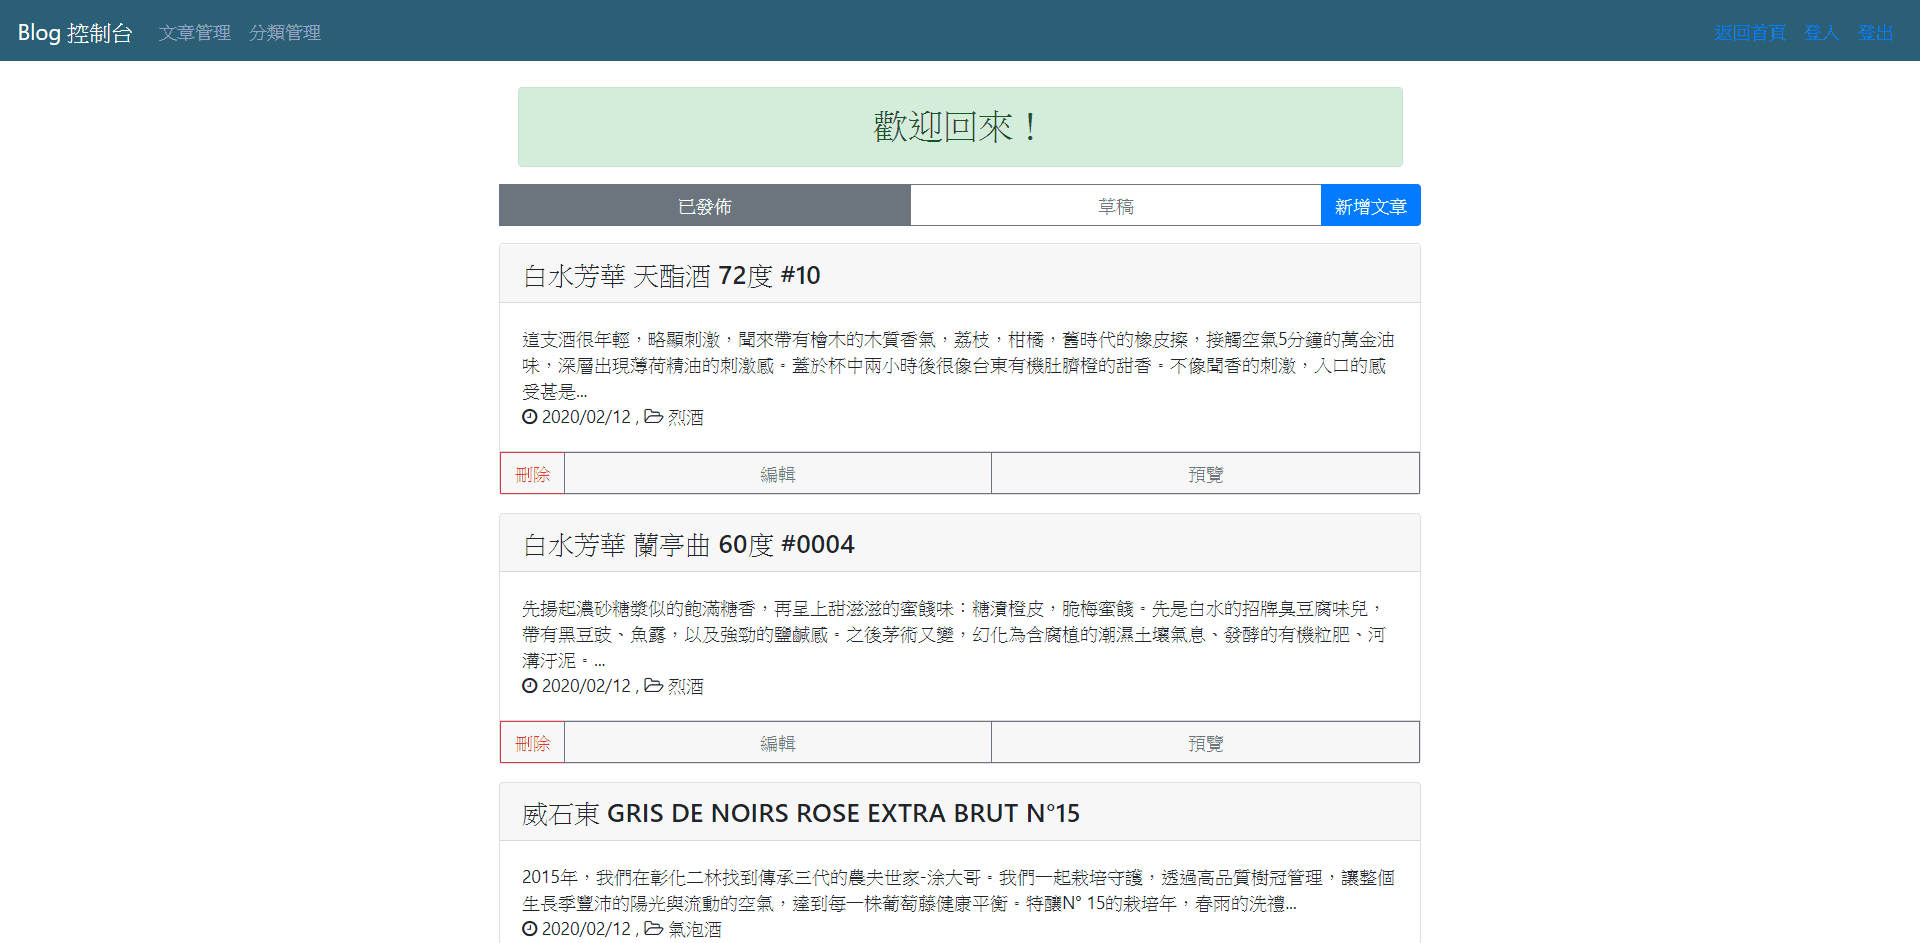 Blog 控制台 文章管理 分類管理 返回首頁 登入 登出
歡迎回來！
已發佈 草稿 新增文章
白水芳華 天酯酒 72度 #10
這支酒很年輕，略顯刺激，聞來帶有檜木的木質香氣，荔枝，柑橘，舊時代的橡皮擦，接觸空氣5分鐘的萬金油
味，深層出現薄荷精油的刺激感。蓋於杯中兩小時後很像台東有機肚臍橙的甜香。不像聞香的刺激，入口的感
受甚是...
2020/02/12 , 烈酒
刪除 編輯 預覽
白水芳華 蘭亭曲 60度 #0004
先揚起濃砂糖漿似的飽滿糖香，再呈上甜滋滋的蜜餞味：糖漬橙皮，脆梅蜜餞。先是白水的招牌臭豆腐味兒，
帶有黑豆豉、魚露，以及強勁的鹽鹹感。之後茅術又變，幻化為含腐植的潮濕土壤氣息、發酵的有機粒肥、河
溝汙泥。...
2020/02/12 , 烈酒
刪除 編輯 預覽
威石東 GRIS DE NOIRS ROSE EXTRA BRUT N°15
2015年，我們在彰化二林找到傳承三代的農夫世家-涂大哥。我們一起栽培守護，透過高品質樹冠管理，讓整個
生長季豐沛的陽光與流動的空氣，達到每一株葡萄藤健康平衡。特釀N° 15的栽培年，春雨的洗禮...
2020/02/12 , 氣泡酒